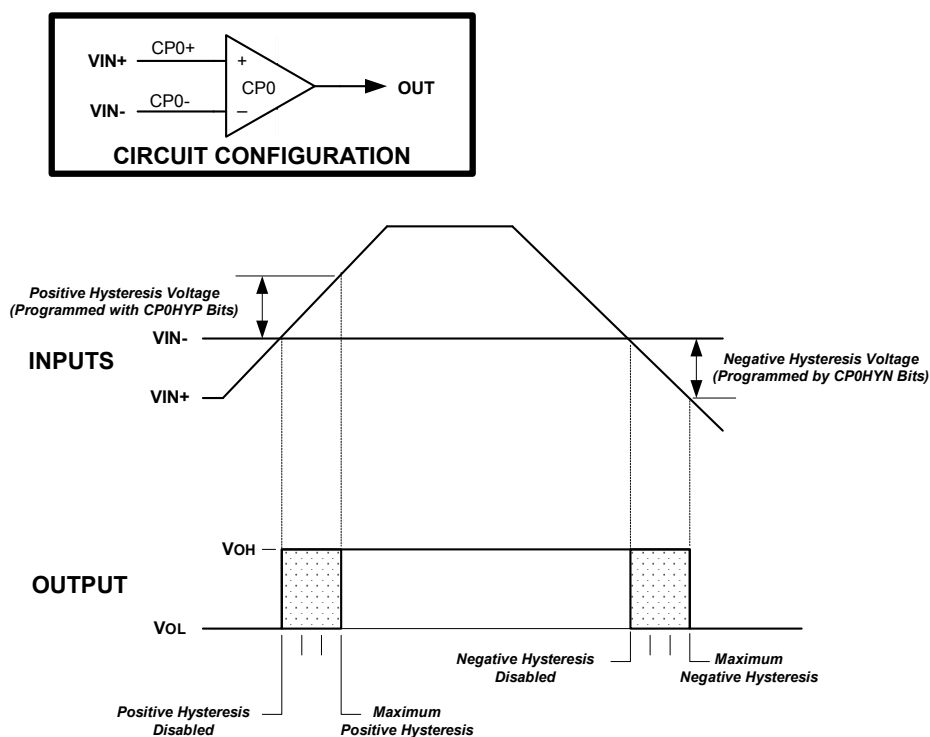 VIN+
CP0+
+
CP0
OUT
VIN-
CP0-
–
CIRCUIT CONFIGURATION
Positive Hysteresis Voltage
(Programmed with CP0HYP Bits)
VIN-
INPUTS
Negative Hysteresis Voltage
(Programmed by CP0HYN Bits)
VIN+
VOH
OUTPUT
VOL
Negative Hysteresis
Disabled
Maximum
Negative Hysteresis
Positive Hysteresis
Disabled
Maximum
Positive Hysteresis